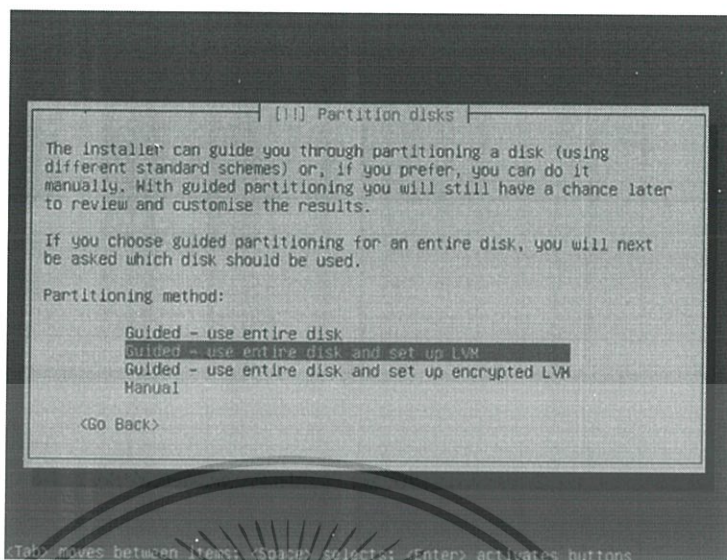 [!!] Partition disks
The installer can guide you through partitioning a disk (using
different standard schemes) or, if you prefer, you can do it
manually. With guided partitioning you will still have a chance later
to review and customise the results.
If you choose guided partitioning for an entire disk, you will next
be asked which disk should be used.
Partitioning method:
Guided - use entire disk
Guided - use entire disk and set up LVM
Guided - use entire disk and set up encrypted LVM
Manual
<Go Back>
<Tab> moves between items; <Space> selects; <Enter> activates buttons